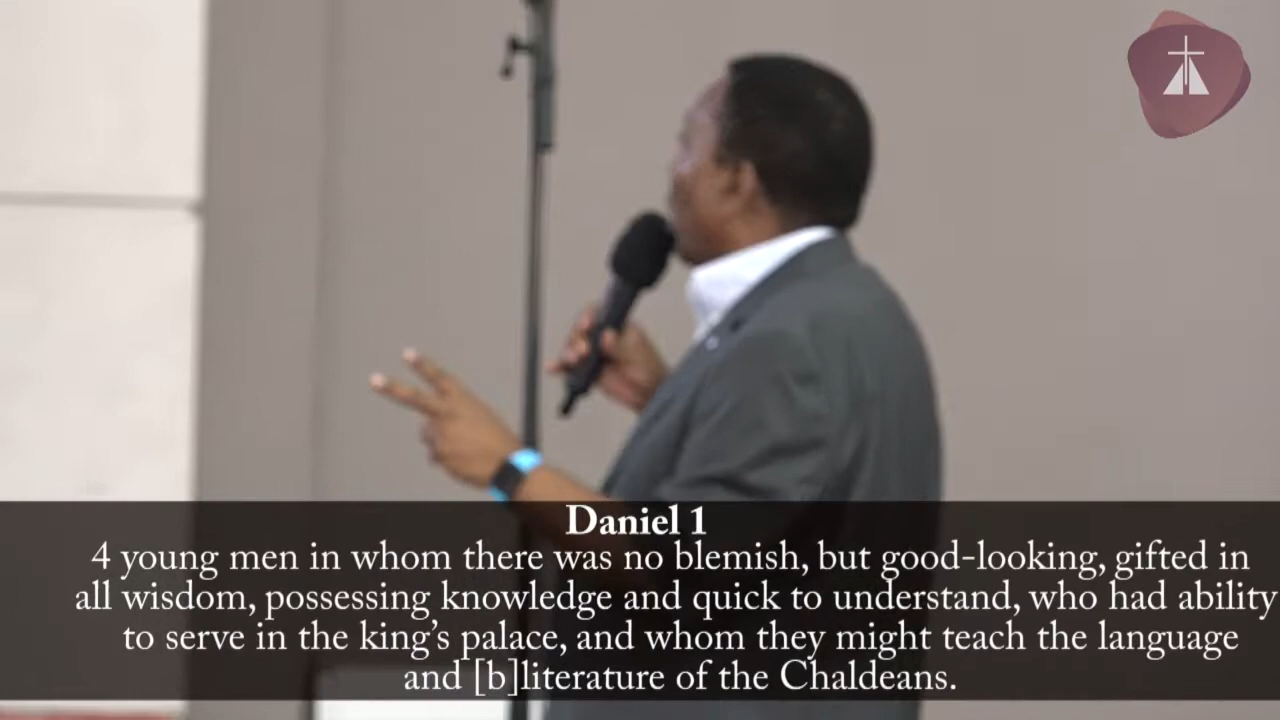 Daniel 1
4 young men in whom there was no blemish, but good-looking, gifted in
all wisdom, possessing knowledge and quick to understand, who had ability
to serve in the king's palace, and whom they might teach the language
and [b]literature of the Chaldeans.